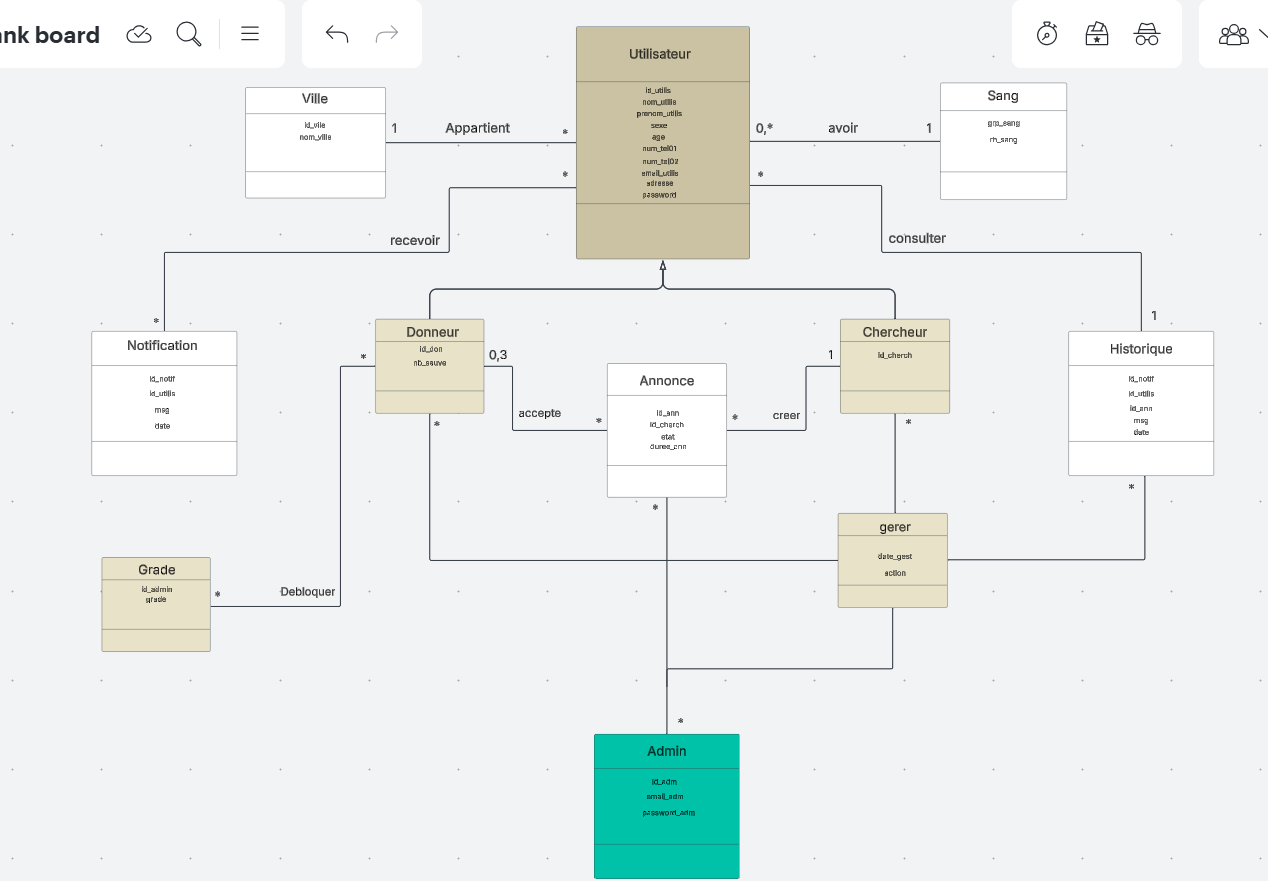 ank board
Utilisateur
id_utilis
nom_utilis
prenom_utilis
sexe
age
num_tel01
num_tel02
email_utilis
adresse
password
Ville
id_ville
nom_ville
1
Appartient
*
0,*
avoir
1
Sang
grp_sang
rh_sang
*
recevoir
*
*
consulter
1
Notification
id_notif
id_utilis
msg
date
Donneur
id_don
nb_sauve
*
0,3
accepte
*
Annonce
id_ann
id_cherch
etat
duree_ann
*
creer
1
Chercheur
id_cherch
Historique
id_notif
id_utilis
id_ann
msg
date
*
*
*
*
gerer
date_gest
action
Grade
id_admin
grade
*
Debloquer
*
Admin
id_adm
email_adm
password_adm